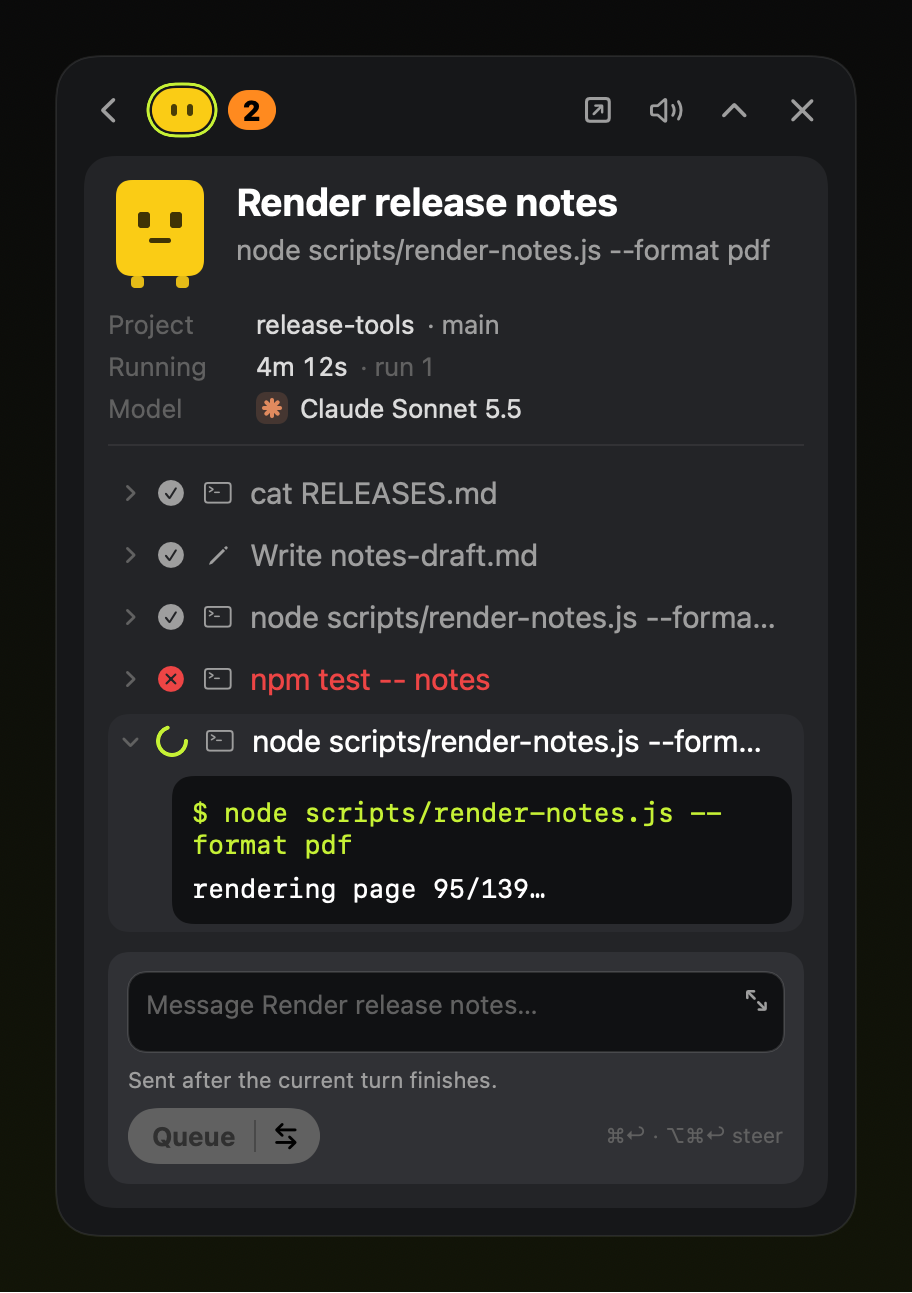 2
Render release notes
node scripts/render-notes.js --format pdf
Project release-tools · main
Running 4m 12s · run 1
Model Claude Sonnet 5.5
cat RELEASES.md
Write notes-draft.md
node scripts/render-notes.js --forma...
npm test -- notes
node scripts/render-notes.js --form...
$ node scripts/render-notes.js --
format pdf
rendering page 95/139…
Message Render release notes...
Sent after the current turn finishes.
Queue ⌘↩ · ⌥⌘↩ steer